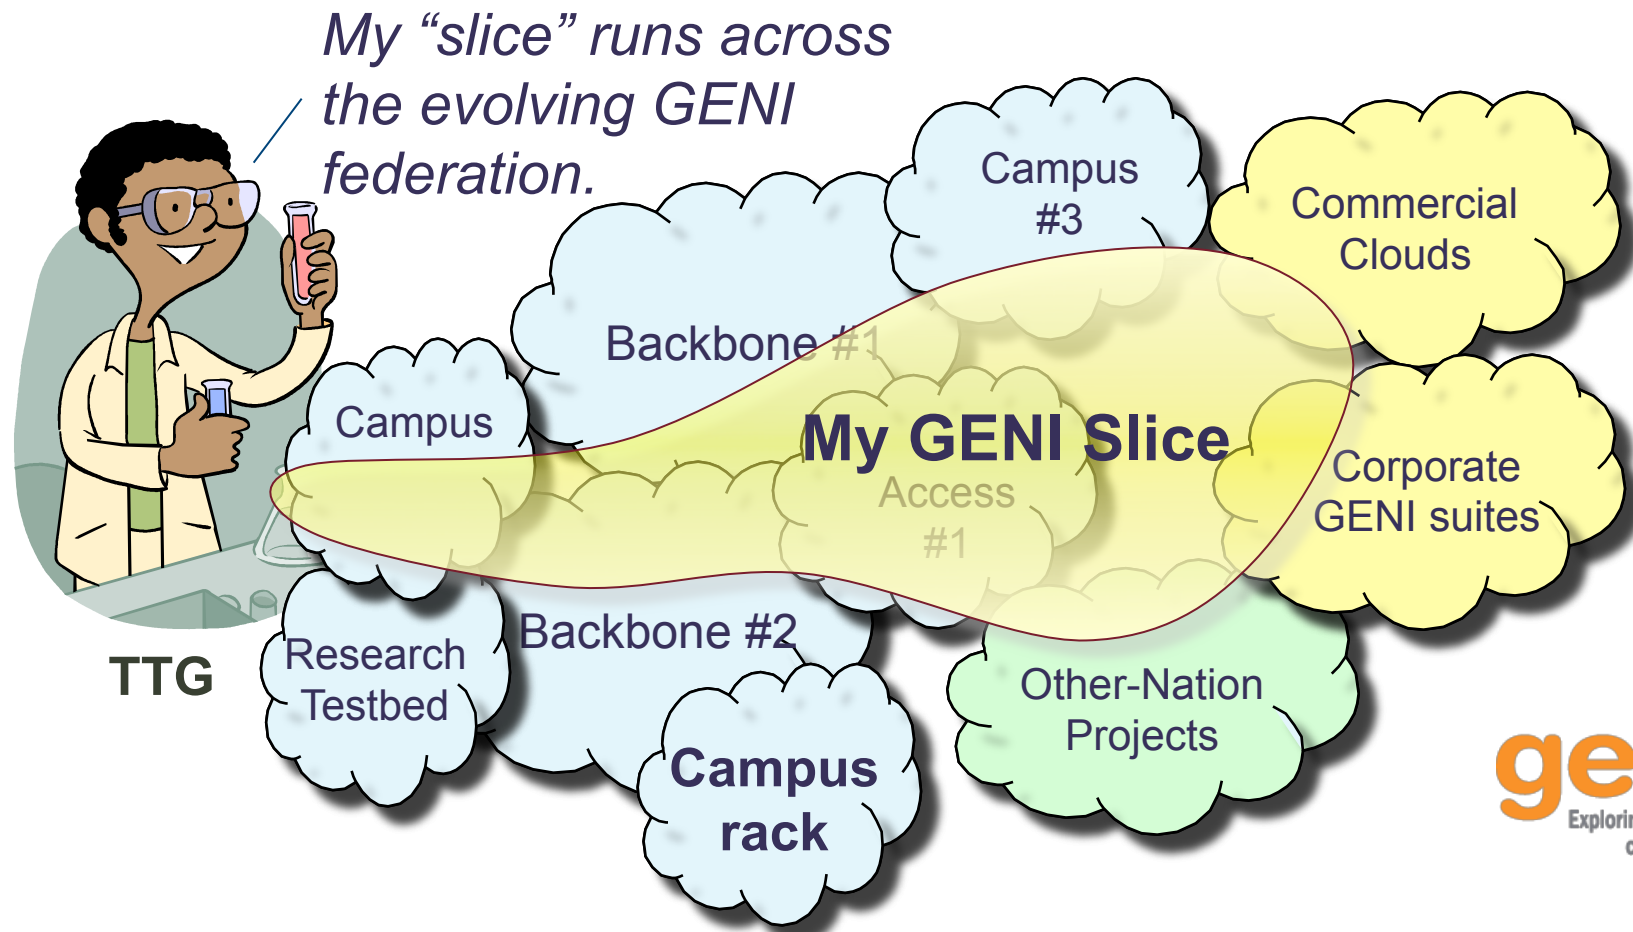 My “slice” runs across
the evolving GENI
federation.
Campus
#3
Commercial
Clouds
Backbone #1
Campus
My GENI Slice
Access
#1
Corporate
GENI suites
Backbone #2
Research
Testbed
TTG
Other-Nation
Projects
Campus
rack
ge